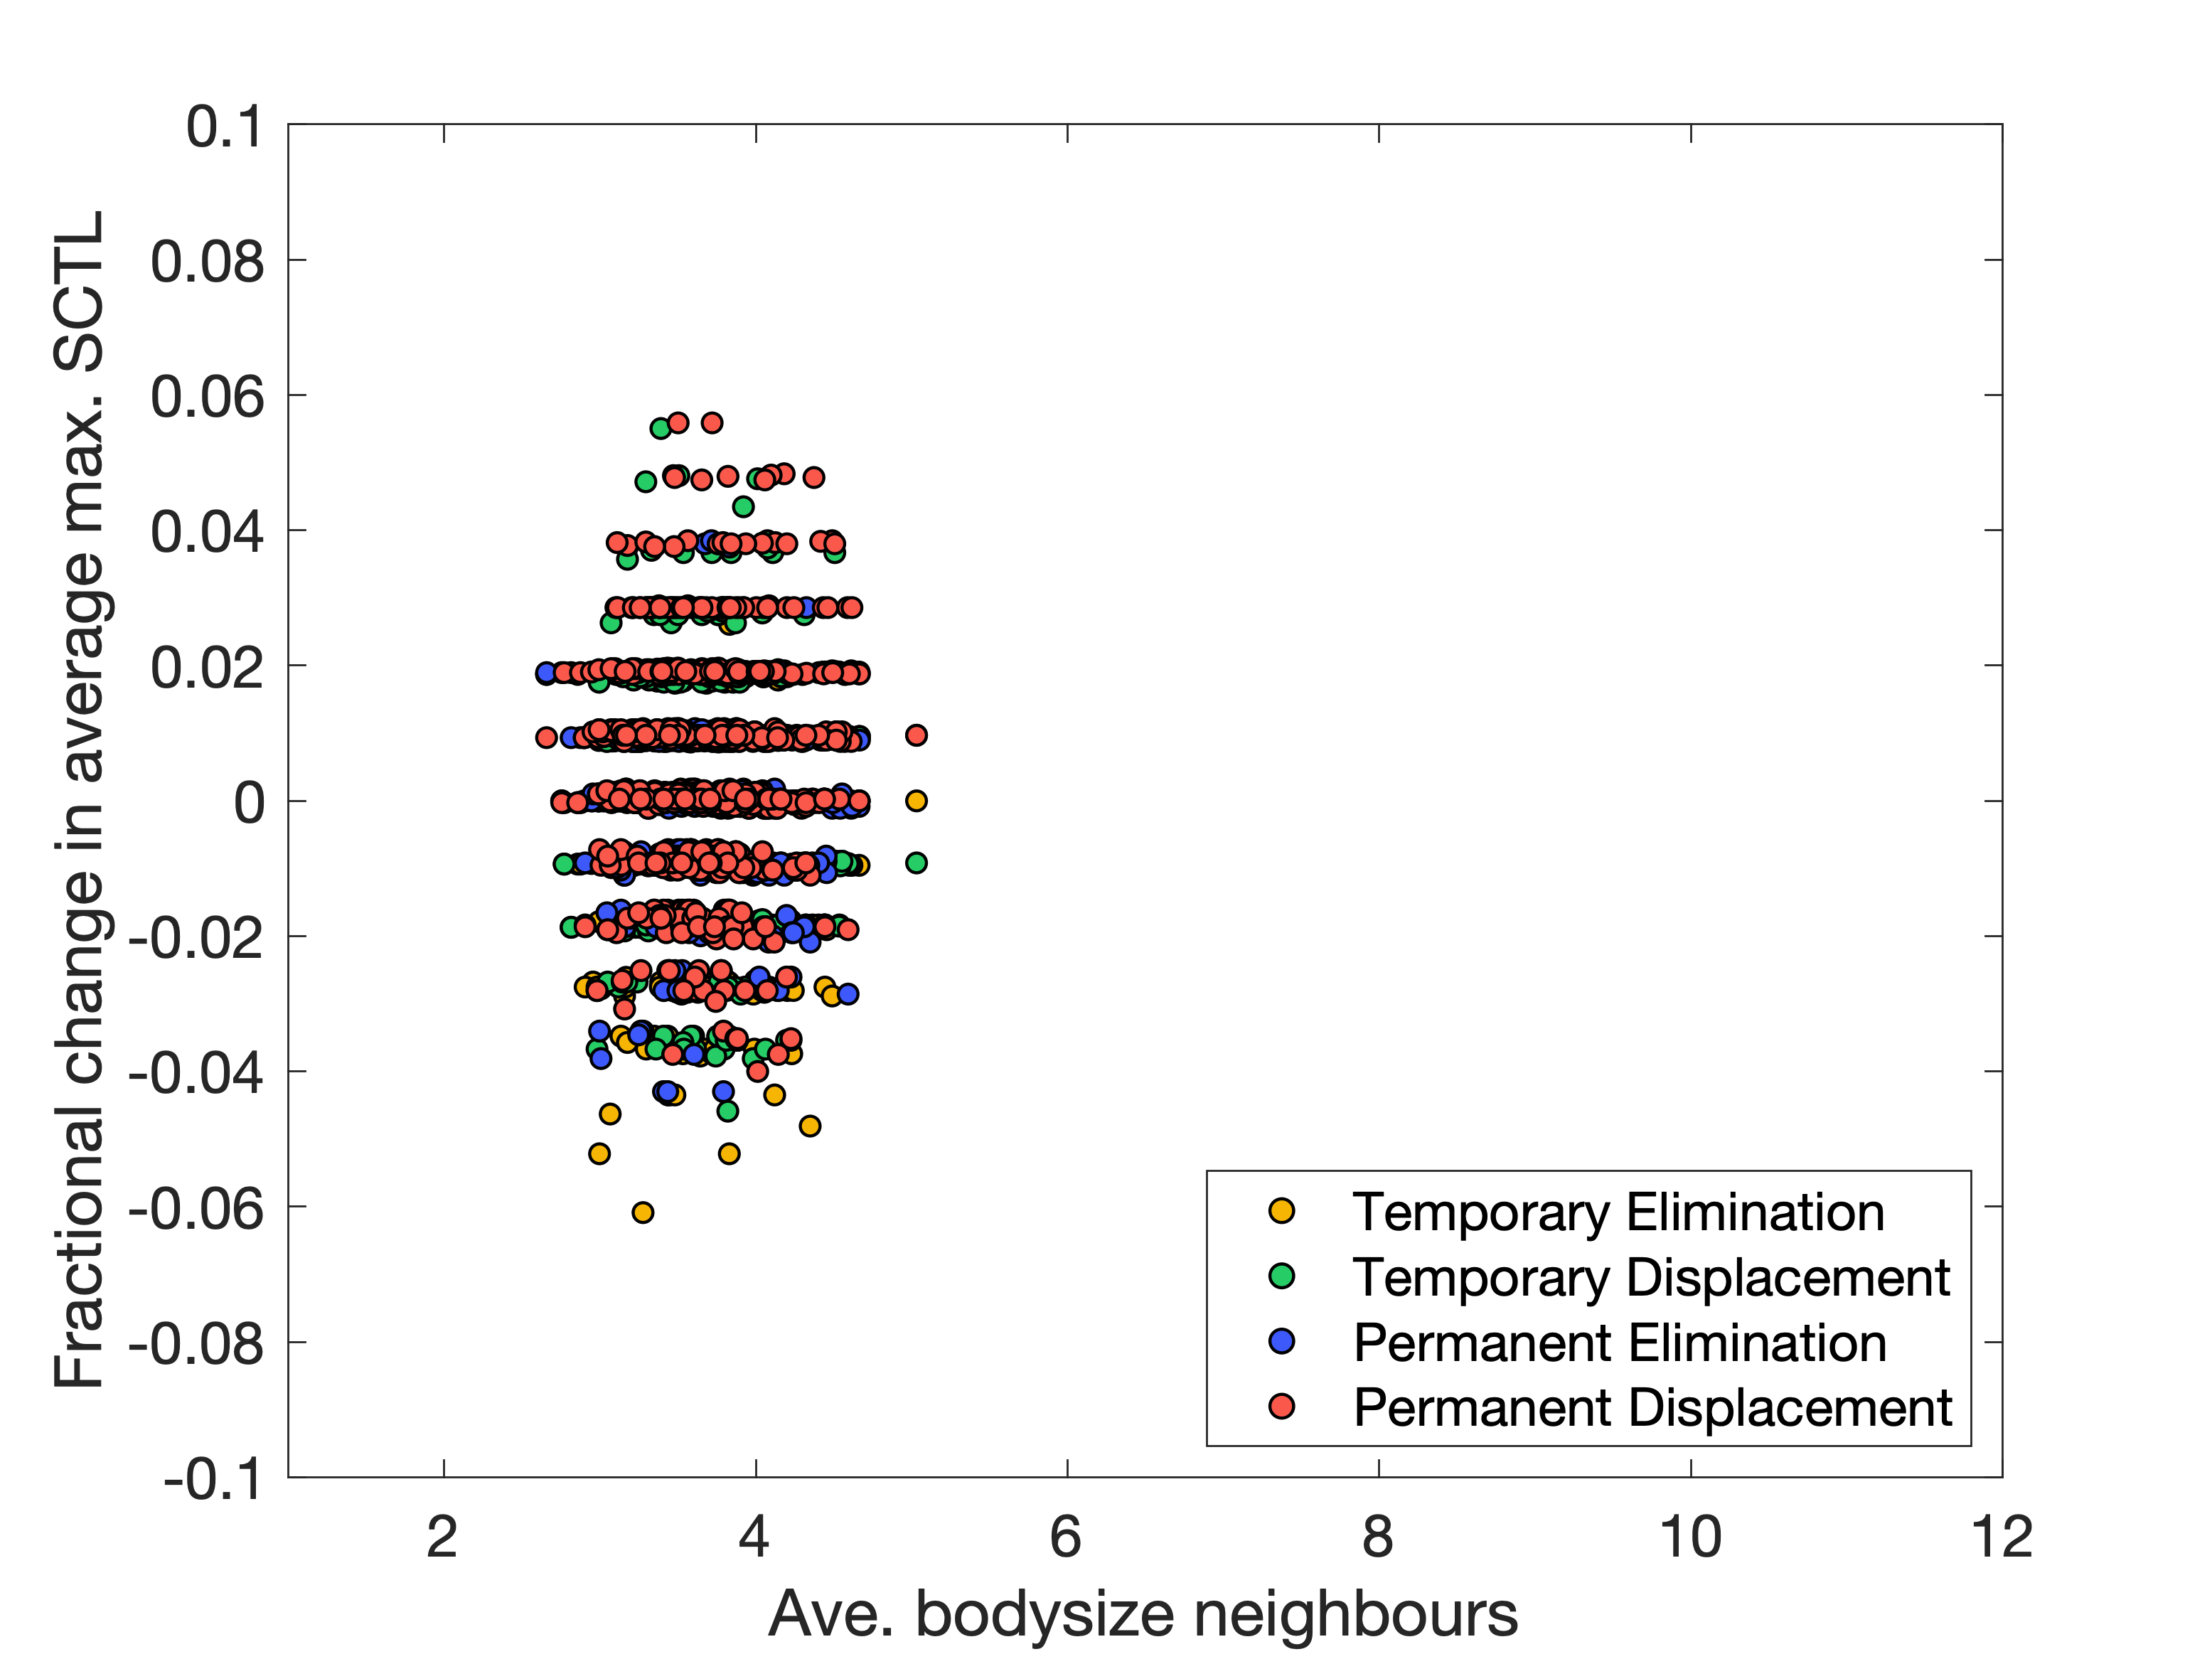 Fractional change in average max. SCTL
0.1
0.08
0.06
0.04
0.02
0
-0.02
-0.04
-0.06
-0.08
-0.1
Temporary Elimination
Temporary Displacement
Permanent Elimination
Permanent Displacement
2 4 6 8 10 12
Ave. bodysize neighbours